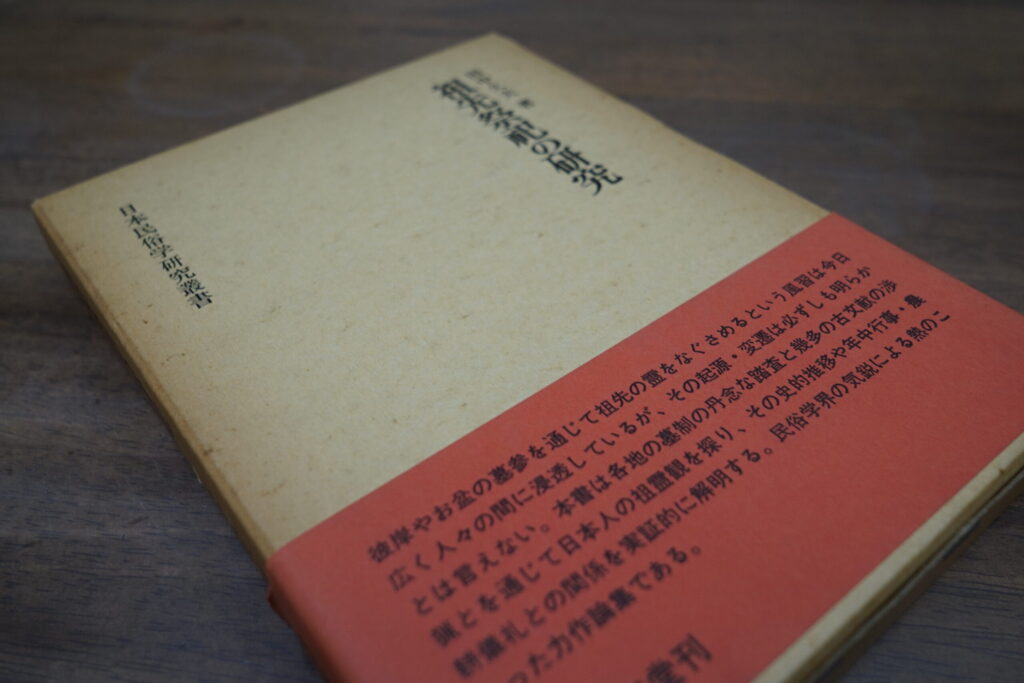 祖先祭祀の研究
著
日本民俗学研究叢書
彼岸やお盆の墓参を通じて祖先の霊をなぐさめるという風習は今日
広く人々の間に浸透しているが、その起源・変遷は必ずしも明らか
とは言えない。本書は各地の墓制の丹念な踏査と幾多の古文献の渉
猟とを通じて日本人の祖霊観を探り、その史的推移や年中行事・農
耕儀礼との関係を実証的に解明する。民俗学界の気鋭による熱のこ
った力作論集である。
堂刊